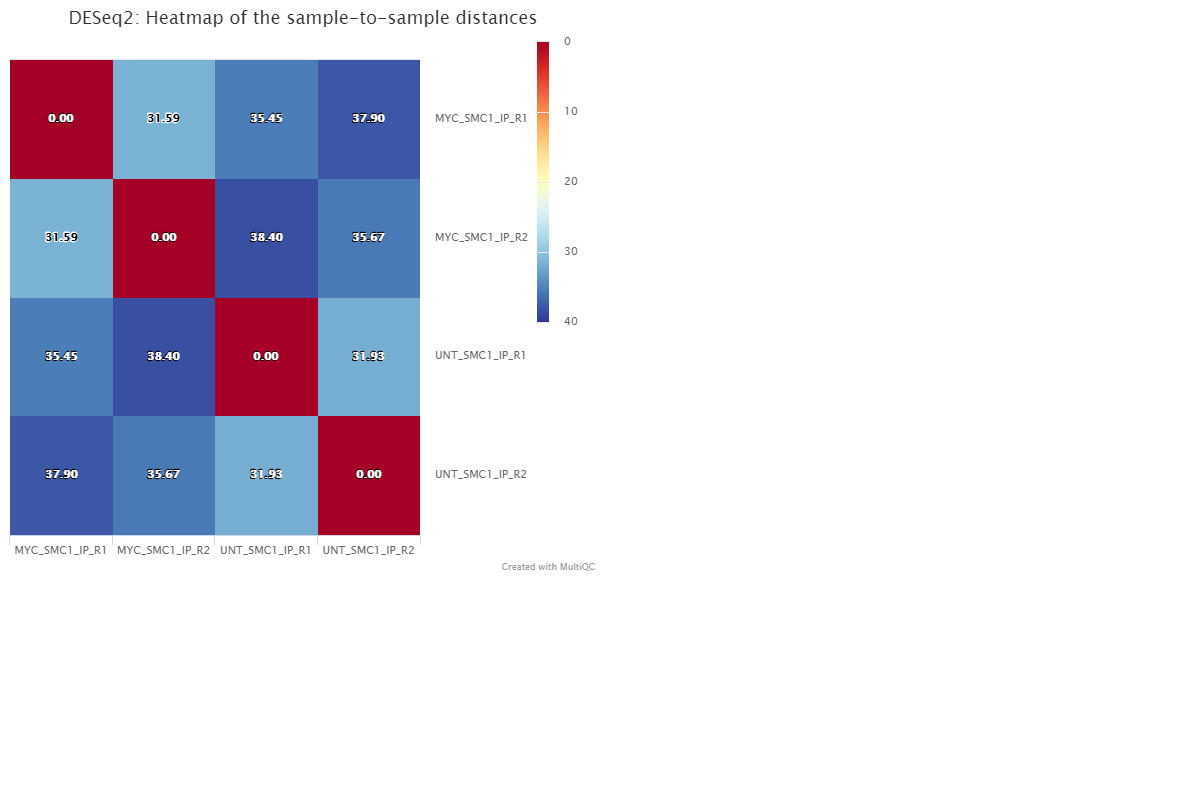 DESeq2: Heatmap of the sample-to-sample distances
0
10
20
30
40
0.00 31.59 35.45 37.90 MYC_SMC1_IP_R1
31.59 0.00 38.40 35.67 MYC_SMC1_IP_R2
35.45 38.40 0.00 31.93 UNT_SMC1_IP_R1
37.90 35.67 31.93 0.00 UNT_SMC1_IP_R2
MYC_SMC1_IP_R1 MYC_SMC1_IP_R2 UNT_SMC1_IP_R1 UNT_SMC1_IP_R2
Created with MultiQC